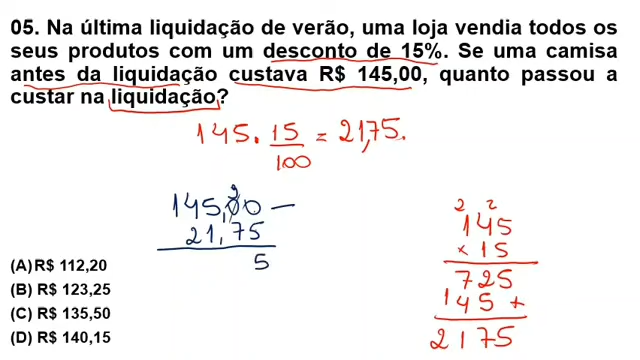 05. Na última liquidação de verão, uma loja vendia todos os
seus produtos com um desconto de 15%. Se uma camisa
antes da liquidação custava R$ 145,00, quanto passou a
custar na liquidação?
145 . 15/100 = 21,75.
145,00 -
21,75
5
(A) R$ 112,20
(B) R$ 123,25
(C) R$ 135,50
(D) R$ 140,15
2 2
145
× 15
725
145 +
2175